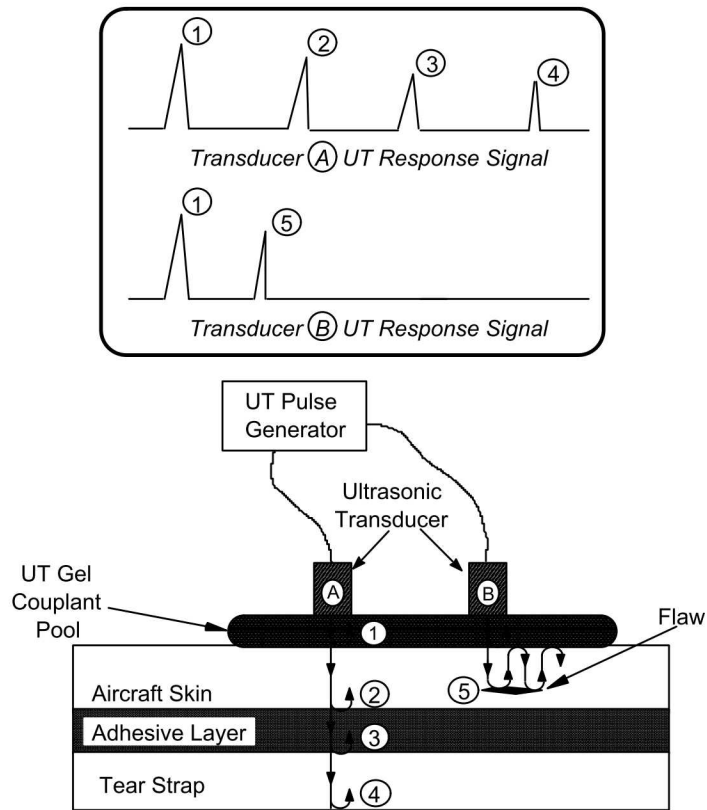 1
2
3
4
Transducer A UT Response Signal
1
5
Transducer B UT Response Signal
UT Pulse
Generator
Ultrasonic
Transducer
UT Gel
Couplant
Pool
A
B
1
Flaw
Aircraft Skin
2
5
Adhesive Layer
3
Tear Strap
4